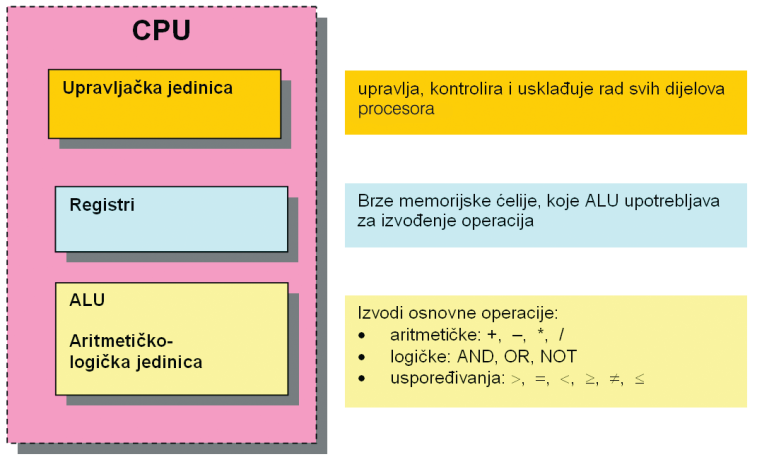 CPU
Upravljačka jedinica
upravlja, kontrolira i usklađuje rad svih dijelova
procesora
Registri
Brze memorijske ćelije, koje ALU upotrebljava
za izvođenje operacija
ALU
Aritmetičko-
logička jedinica
Izvodi osnovne operacije:
• aritmetičke: +, –, *, /
• logičke: AND, OR, NOT
• uspoređivanja: >, =, <, ≥, ≠, ≤